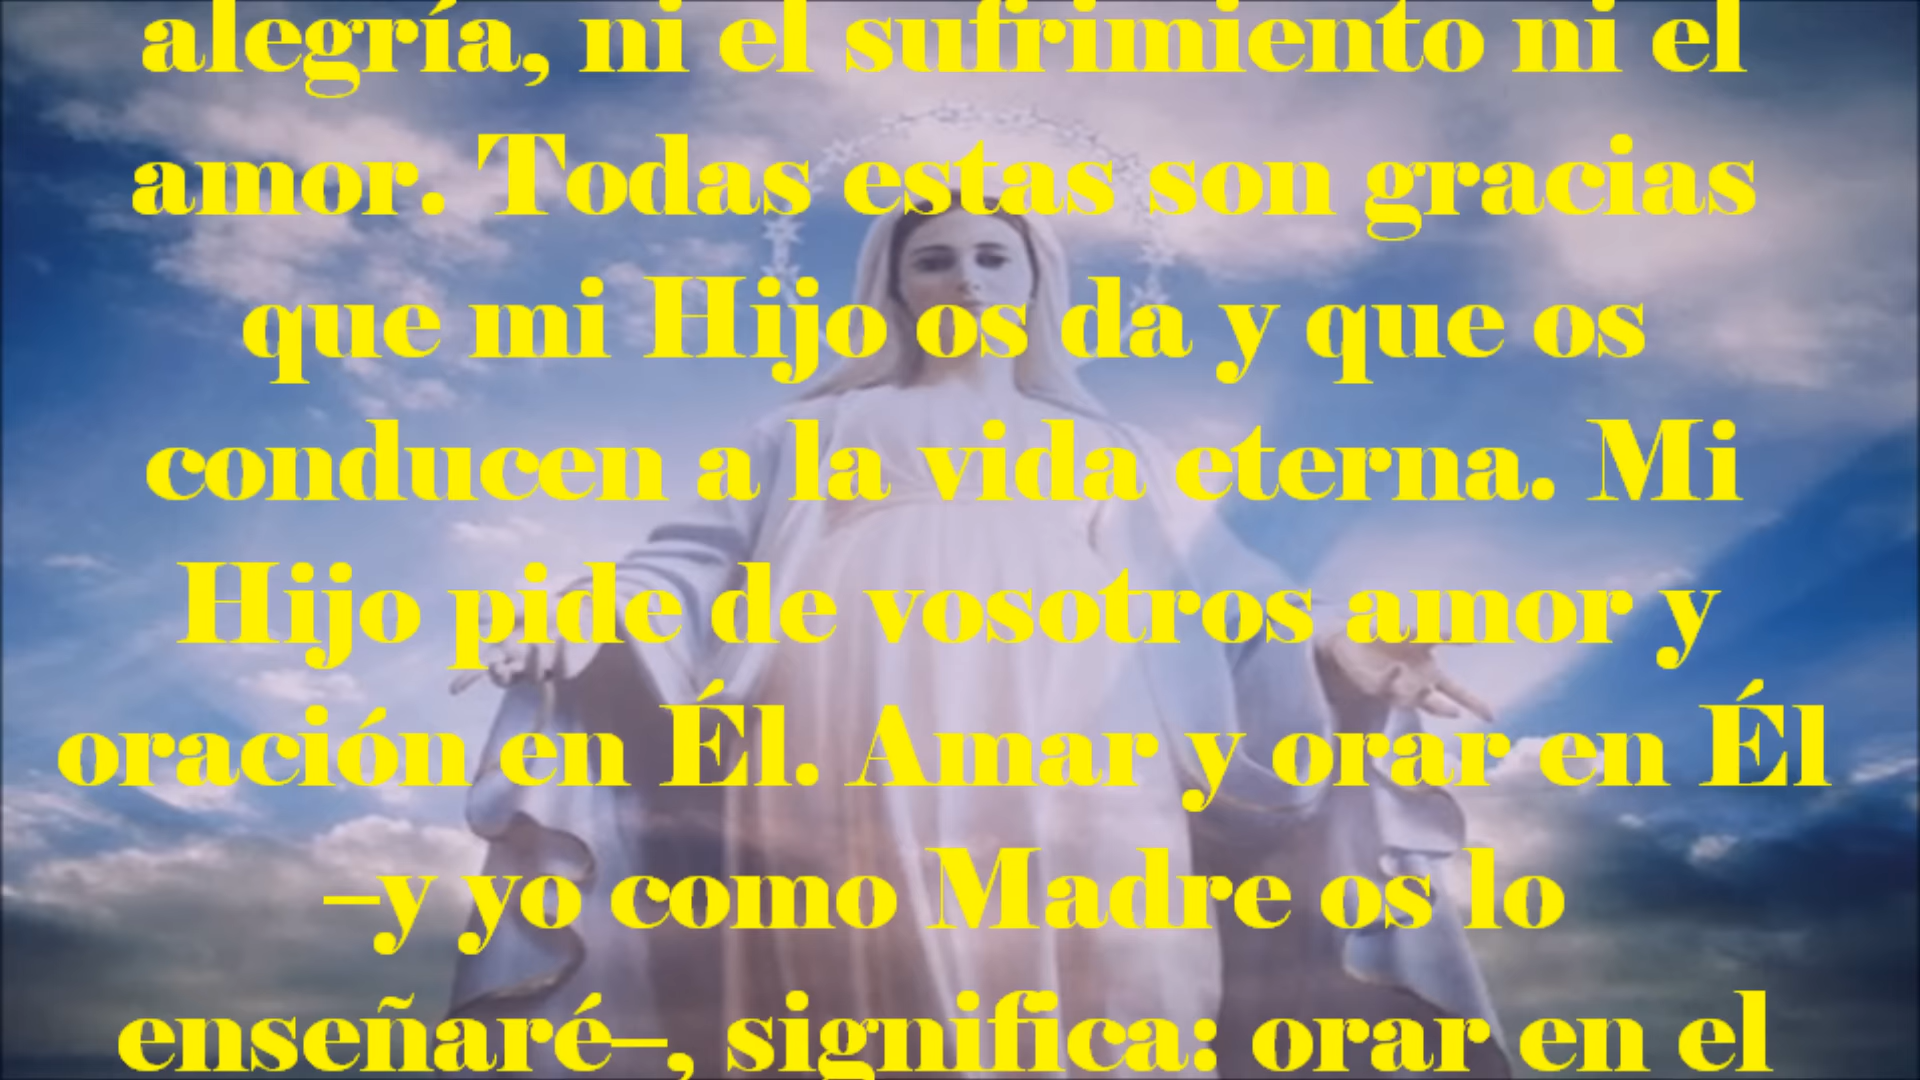 alegría, ni el sufrimiento ni el
amor. Todas estas son gracias
que mi Hijo os da y que os
conducen a la vida eterna. Mi
Hijo pide de vosotros amor y
oración en Él. Amar y orar en Él
–y yo como Madre os lo
enseñaré–, significa: orar en el